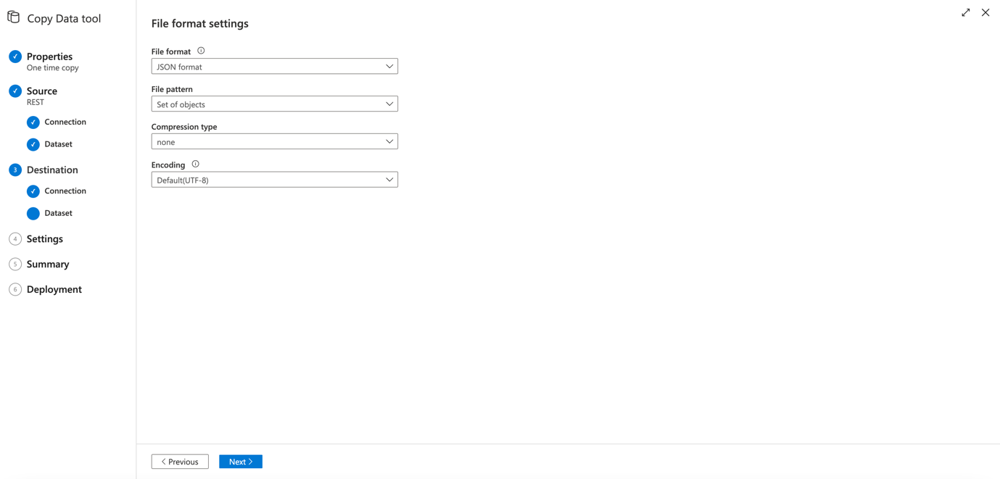 Copy Data tool
Properties
One time copy
Source
REST
Connection
Dataset
3
Destination
Connection
Dataset
4
Settings
5
Summary
6
Deployment
File format settings
File format
JSON format
File pattern
Set of objects
Compression type
none
Encoding
Default(UTF-8)
< Previous
Next >